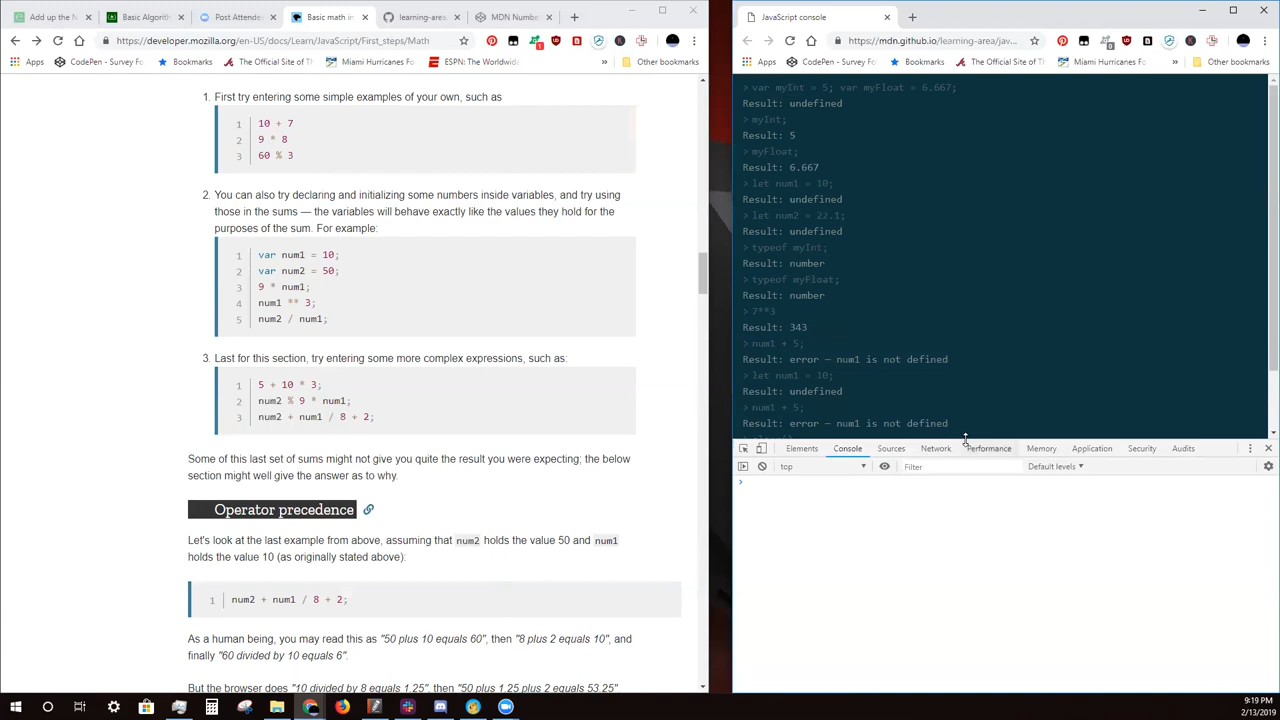 Add up the N
Basic Algorith
Post Attende
Basic math in
learning-area
MDN Number
JavaScript console
https://developer.mozilla.org/en-US/docs/Learn/JavaScript/First_steps/Math
https://mdn.github.io/learning-area/jav...
Apps
CodePen - Survey Fo
Bookmarks
The Official Site of
Miami Hurricanes F
ESPN: The Worldwid
Other bookmarks
Apps
CodePen - Survey Fo
Bookmarks
The Official Site of
Miami Hurricanes F
Other bookmarks
1. First try entering some simple examples of your own, such as
1 10 + 7
2 9 * 8
3 60 % 3
2. You can also try declaring and initializing some numbers inside variables, and try using
those in the sums — the variables will behave exactly like the values they hold for the
purposes of the sum. For example:
1 var num1 = 10;
2 var num2 = 50;
3 9 * num1;
4 num1 ** 3;
5 num2 / num1;
3. Last for this section, try entering some more complex expressions, such as:
1 5 + 10 * 3;
2 num2 % 9 * num1;
3 num2 + num1 / 8 + 2;
Some of this last set of sums might not give you quite the result you were expecting; the below
section might well give the answer as to why.
Operator precedence
Let's look at the last example from above, assuming that num2 holds the value 50 and num1
holds the value 10 (as originally stated above):
1 num2 + num1 / 8 + 2;
As a human being, you may read this as "50 plus 10 equals 60", then "8 plus 2 equals 10", and
finally "60 divided by 10 equals 6".
But the browser does "10 divided by 8 equals 1.25", then "50 plus 1.25 plus 2 equals 53.25"
> var myInt = 5; var myFloat = 6.667;
Result: undefined
> myInt;
Result: 5
> myFloat;
Result: 6.667
> let num1 = 10;
Result: undefined
> let num2 = 22.1;
Result: undefined
> typeof myInt;
Result: number
> typeof myFloat;
Result: number
> 7**3
Result: 343
> num1 + 5;
Result: error — num1 is not defined
> let num1 = 10;
Result: undefined
> num1 + 5;
Result: error — num1 is not defined
Elements Console Sources Network Performance Memory Application Security Audits
top Filter Default levels
9:19 PM
2/13/2019